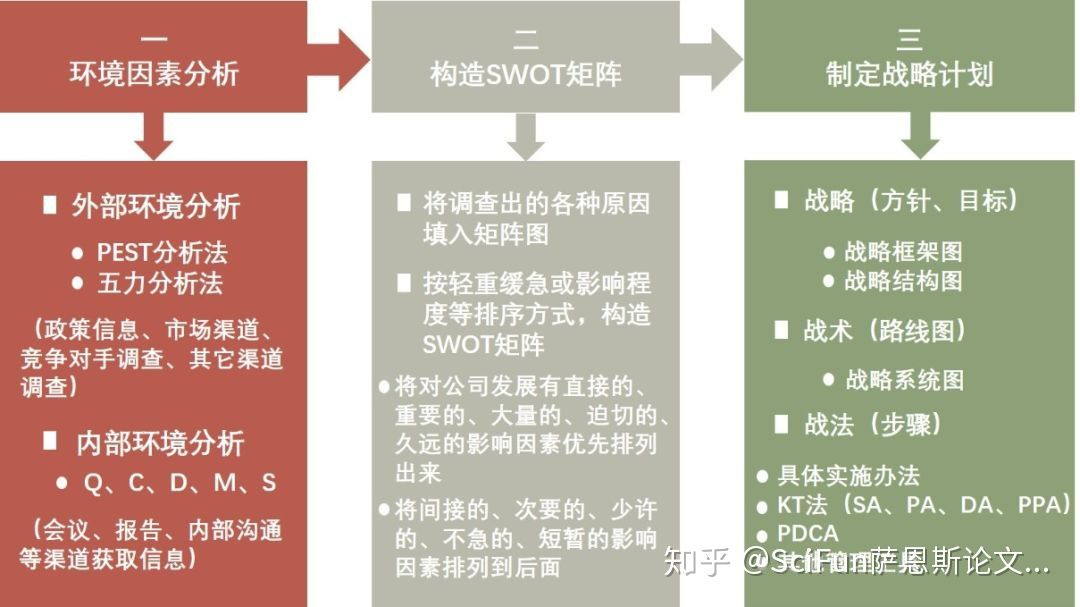 一
环境因素分析
外部环境分析
PEST分析法
五力分析法
（政策信息、市场渠道、
竞争对手调查、其它渠道
调查）
内部环境分析
Q、C、D、M、S
（会议、报告、内部沟通
等渠道获取信息）
二
构造SWOT矩阵
将调查出的各种原因
填入矩阵图
按轻重缓急或影响程
度等排序方式，构造
SWOT矩阵
将对公司发展有直接的、
重要的、大量的、迫切的、
久远的影响因素优先排列
出来
将间接的、次要的、少许
的、不急的、短暂的影响
因素排列到后面
三
制定战略计划
战略（方针、目标）
战略框架图
战略结构图
战术（路线图）
战略系统图
战法（步骤）
具体实施办法
KT法（SA、PA、DA、PPA）
PDCA
知乎 @SciFun萨恩斯论文...